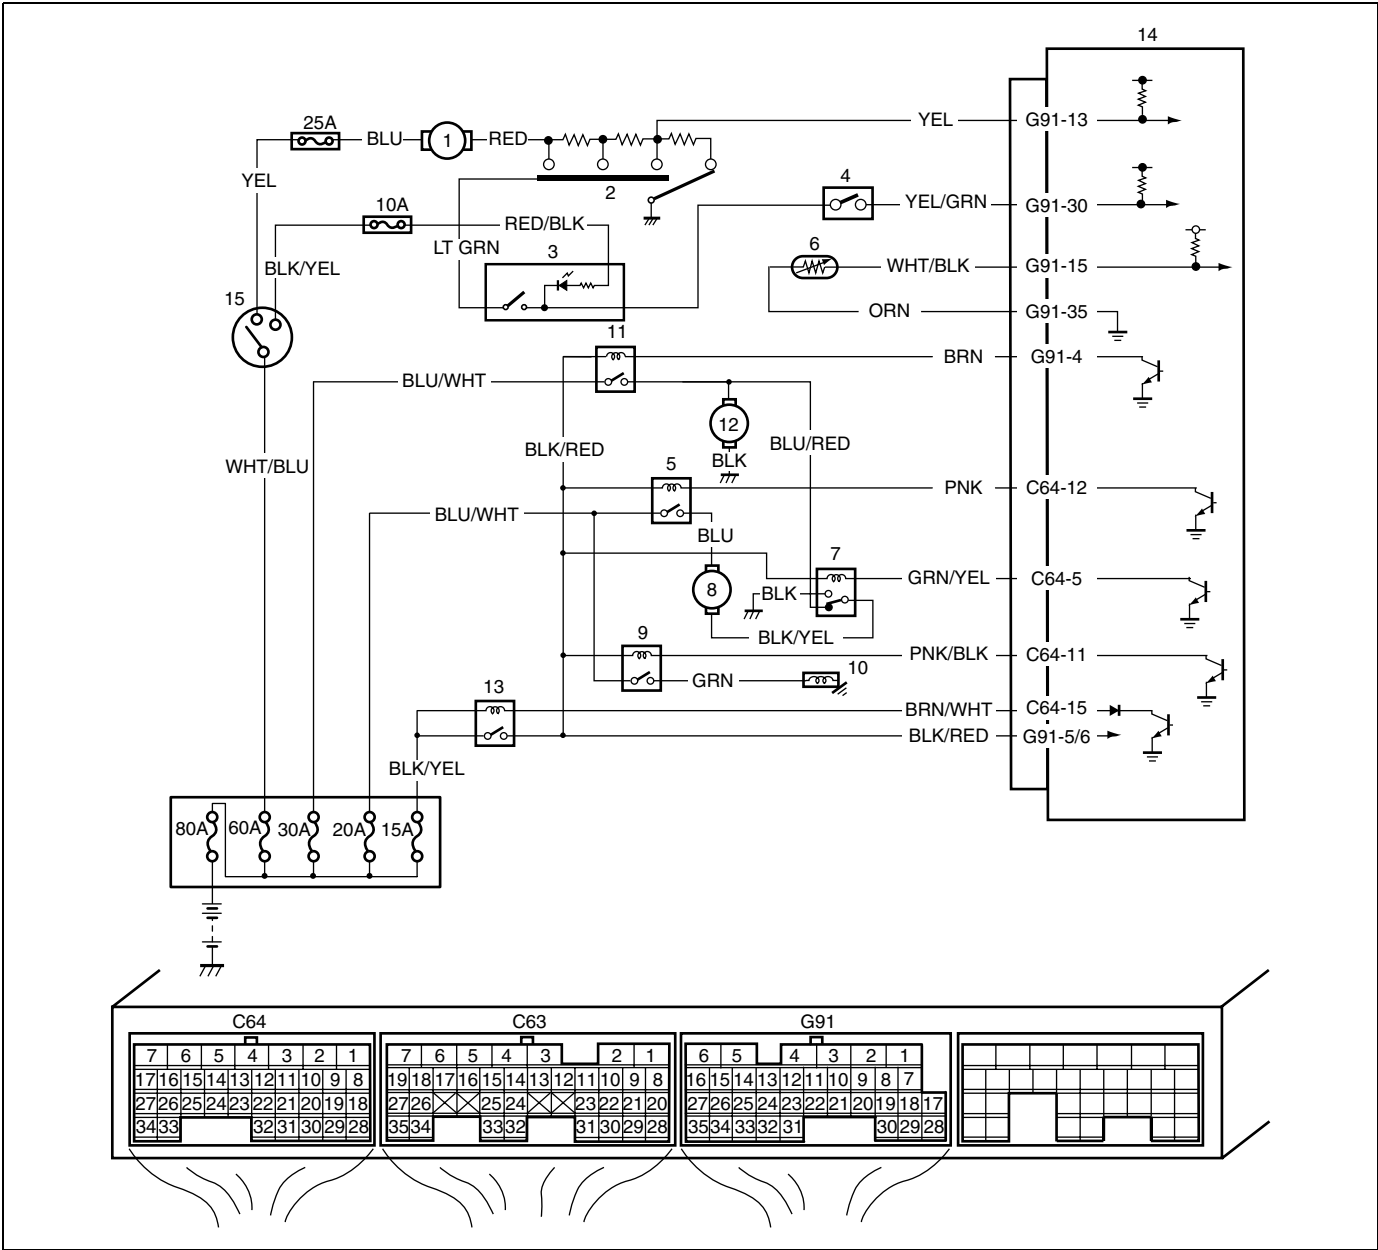 14
25A BLU 1 RED YEL G91-13
YEL
2
4
10A RED/BLK YEL/GRN G91-30
LT GRN 3
6
BLK/YEL WHT/BLK G91-15
15
ORN G91-35
11
BRN G91-4
BLU/WHT
12
BLK/RED BLU/RED
WHT/BLU BLK
5
PNK C64-12
BLU/WHT
BLU
7
GRN/YEL C64-5
8 BLK
BLK/YEL
9
PNK/BLK C64-11
10
GRN
13
BRN/WHT C64-15
BLK/RED G91-5/6
BLK/YEL
80A 60A 30A 20A 15A
C64 C63 G91
7 6 5 4 3 2 1 7 6 5 4 3 2 1 6 5 4 3 2 1
17 16 15 14 13 12 11 10 9 8 19 18 17 16 15 14 13 12 11 10 9 8 16 15 14 13 12 11 10 9 8 7
27 26 25 24 23 22 21 20 19 18 27 26 25 24 23 22 21 20 27 26 25 24 23 22 21 20 19 18 17
34 33 32 31 30 29 28 35 34 33 32 31 30 29 28 35 34 33 32 31 30 29 28